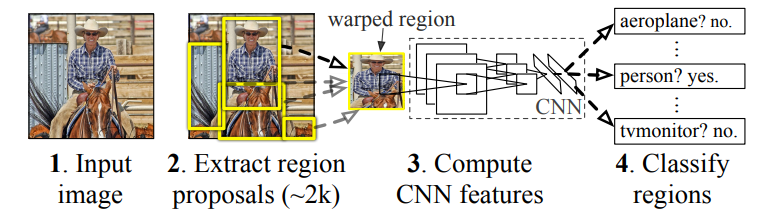 warped region
aeroplane? no.
person? yes.
CNN
tvmonitor? no.
1. Input
image
2. Extract region
proposals (~2k)
3. Compute
CNN features
4. Classify
regions